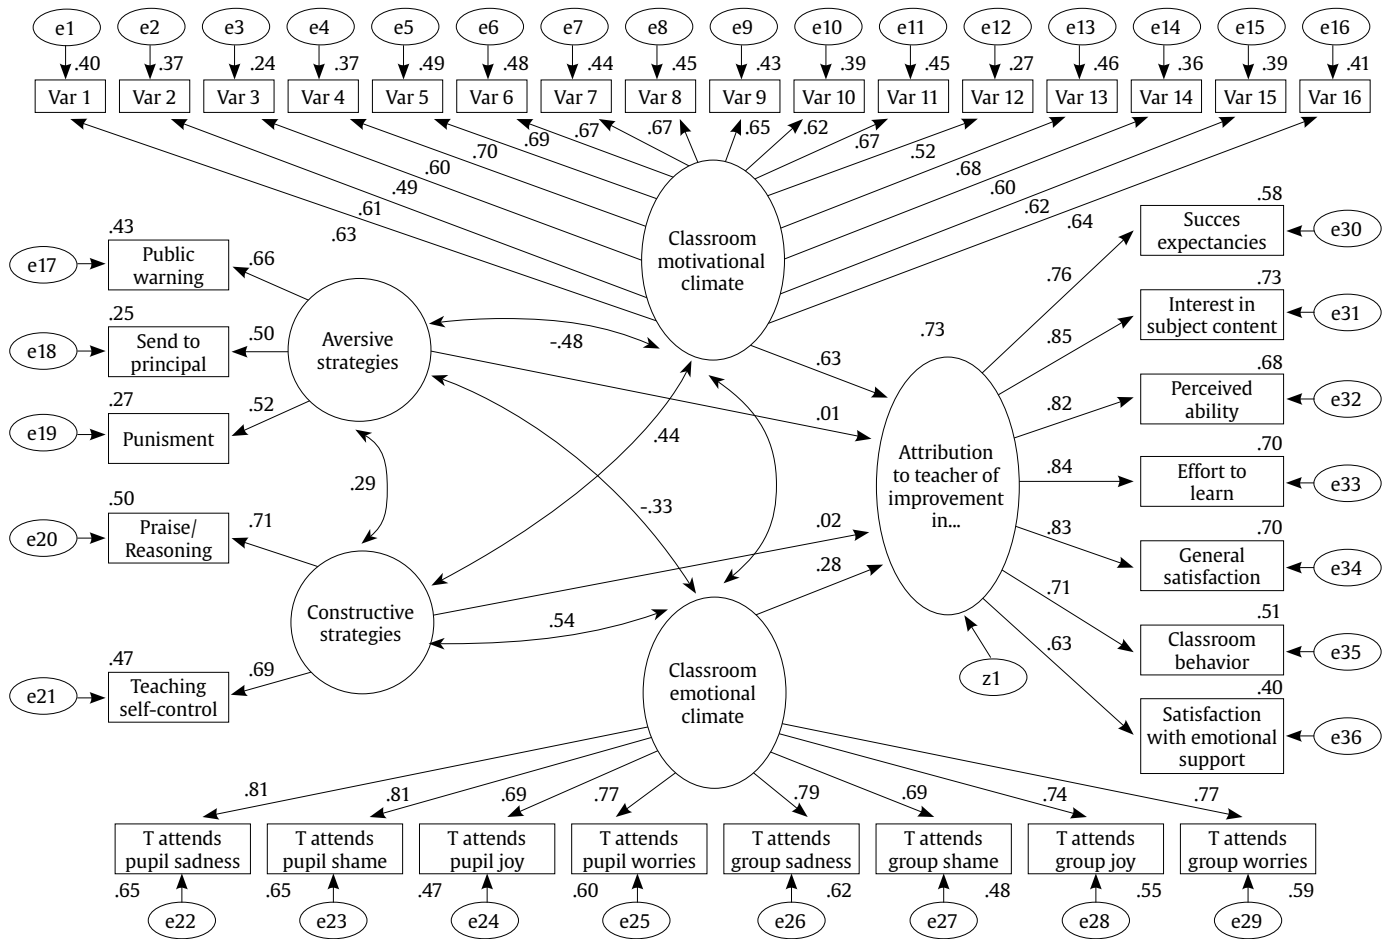 e1 e2 e3 e4 e5 e6 e7 e8 e9 e10 e11 e12 e13 e14 e15 e16
.40 .37 .24 .37 .49 .48 .44 .45 .43 .39 .45 .27 .46 .36 .39 .41
Var 1 Var 2 Var 3 Var 4 Var 5 Var 6 Var 7 Var 8 Var 9 Var 10 Var 11 Var 12 Var 13 Var 14 Var 15 Var 16
.63 .61 .49 .60 .70 .69 .67 .67 .65 .62 .67 .52 .68 .60 .62 .64
Classroom
motivational
climate
e17
.43
Public
warning
.66
e18
.25
Send to
principal
.50
e19
.27
Punisment
.52
Aversive
strategies
-.48
.01
.63
.44
.29
-.33
e20
.50
Praise/
Reasoning
.71
e21
.47
Teaching
self-control
.69
Constructive
strategies
.02
.54
.28
Classroom
emotional
climate
.73
Attribution
to teacher of
improvement
in...
z1
.76
.58
Succes
expectancies
e30
.85
.73
Interest in
subject content
e31
.82
.68
Perceived
ability
e32
.84
.70
Effort to
learn
e33
.83
.70
General
satisfaction
e34
.71
.51
Classroom
behavior
e35
.63
.40
Satisfaction
with emotional
support
e36
.81 .81 .69 .77 .79 .69 .74 .77
T attends
pupil sadness
T attends
pupil shame
T attends
pupil joy
T attends
pupil worries
T attends
group sadness
T attends
group shame
T attends
group joy
T attends
group worries
.65 .65 .47 .60 .62 .48 .55 .59
e22 e23 e24 e25 e26 e27 e28 e29